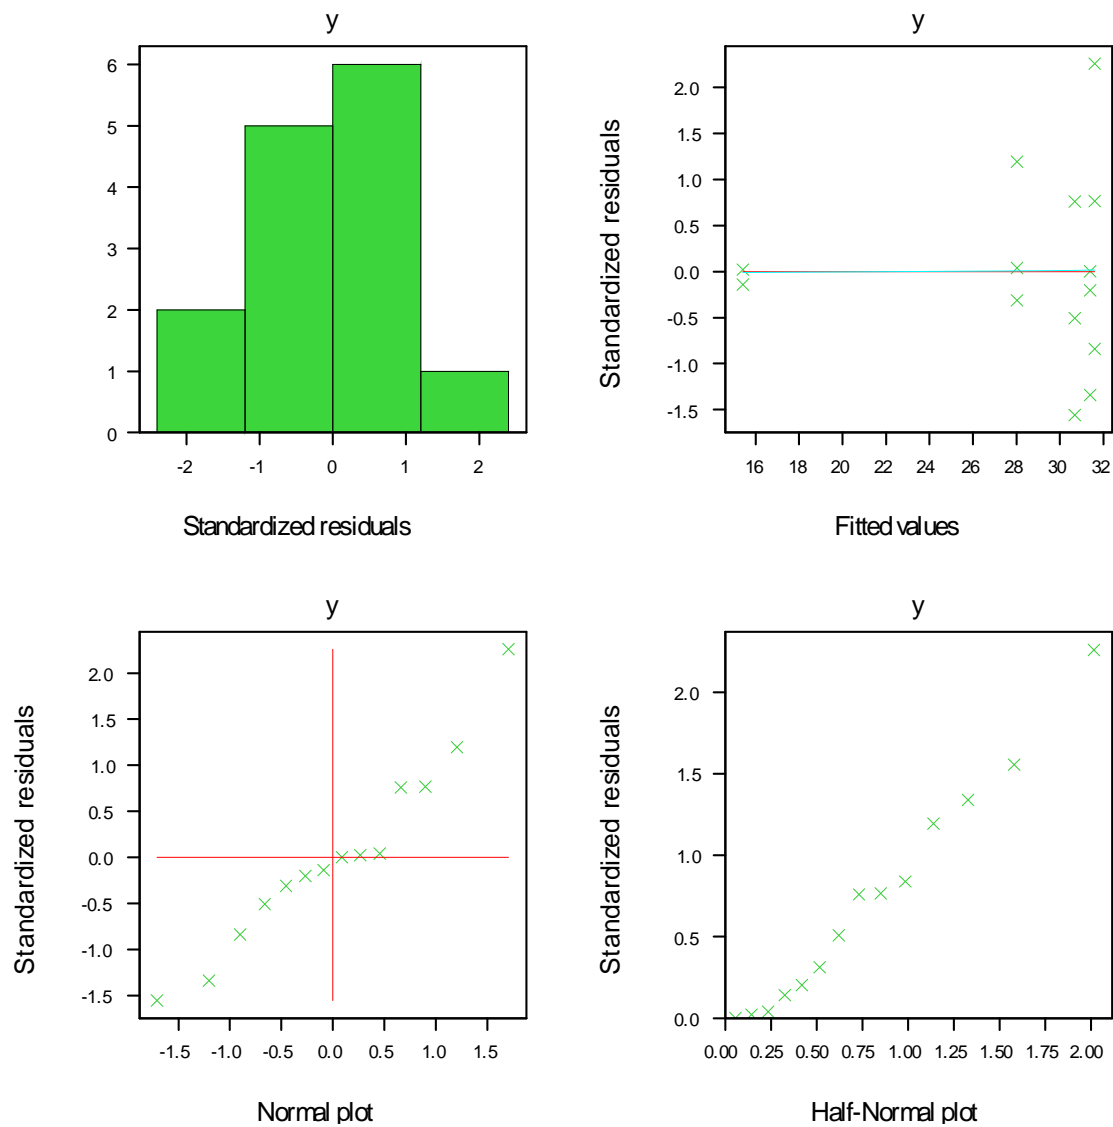 y
6
5
4
3
2
1
0
-2 -1 0 1 2
Standardized residuals
y
Standardized residuals
2.0
1.5
1.0
0.5
0.0
-0.5
-1.0
-1.5
16 18 20 22 24 26 28 30 32
Fitted values
y
Standardized residuals
2.0
1.5
1.0
0.5
0.0
-0.5
-1.0
-1.5
-1.5 -1.0 -0.5 0.0 0.5 1.0 1.5
Normal plot
y
Standardized residuals
2.0
1.5
1.0
0.5
0.0
0.00 0.25 0.50 0.75 1.00 1.25 1.50 1.75 2.00
Half-Normal plot